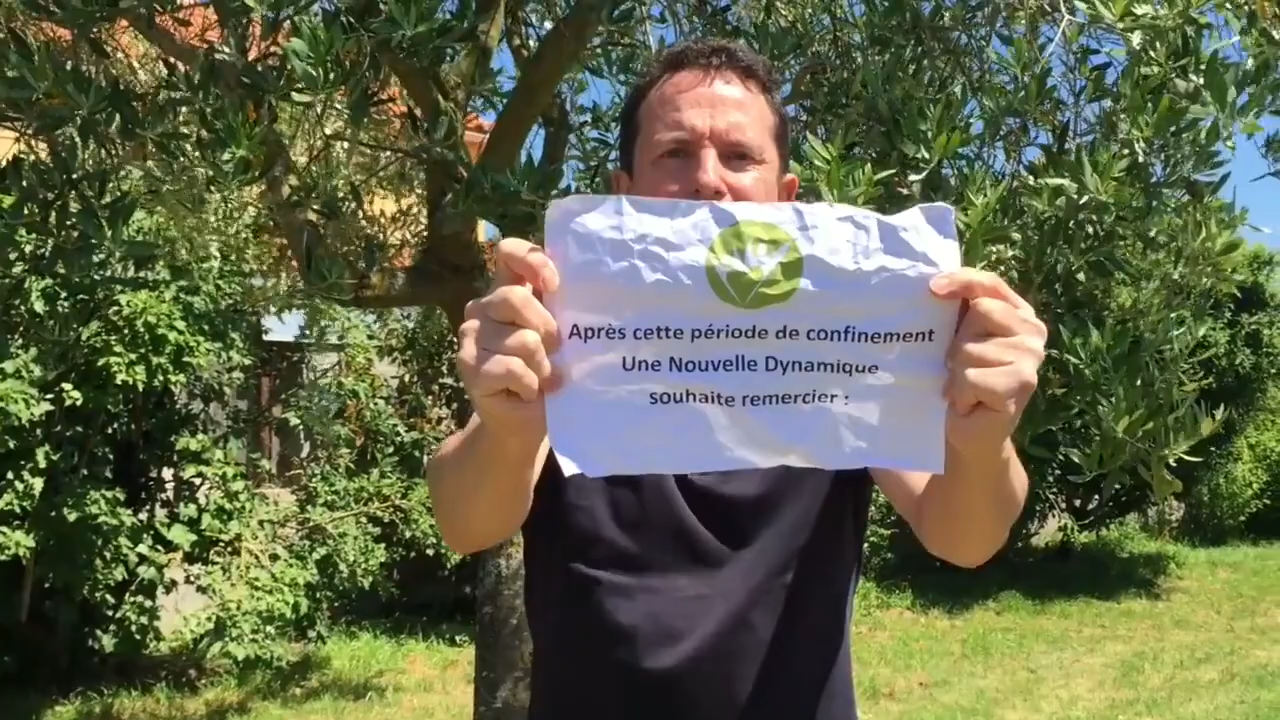 Après cette période de confinement
Une Nouvelle Dynamique
souhaite remercier :